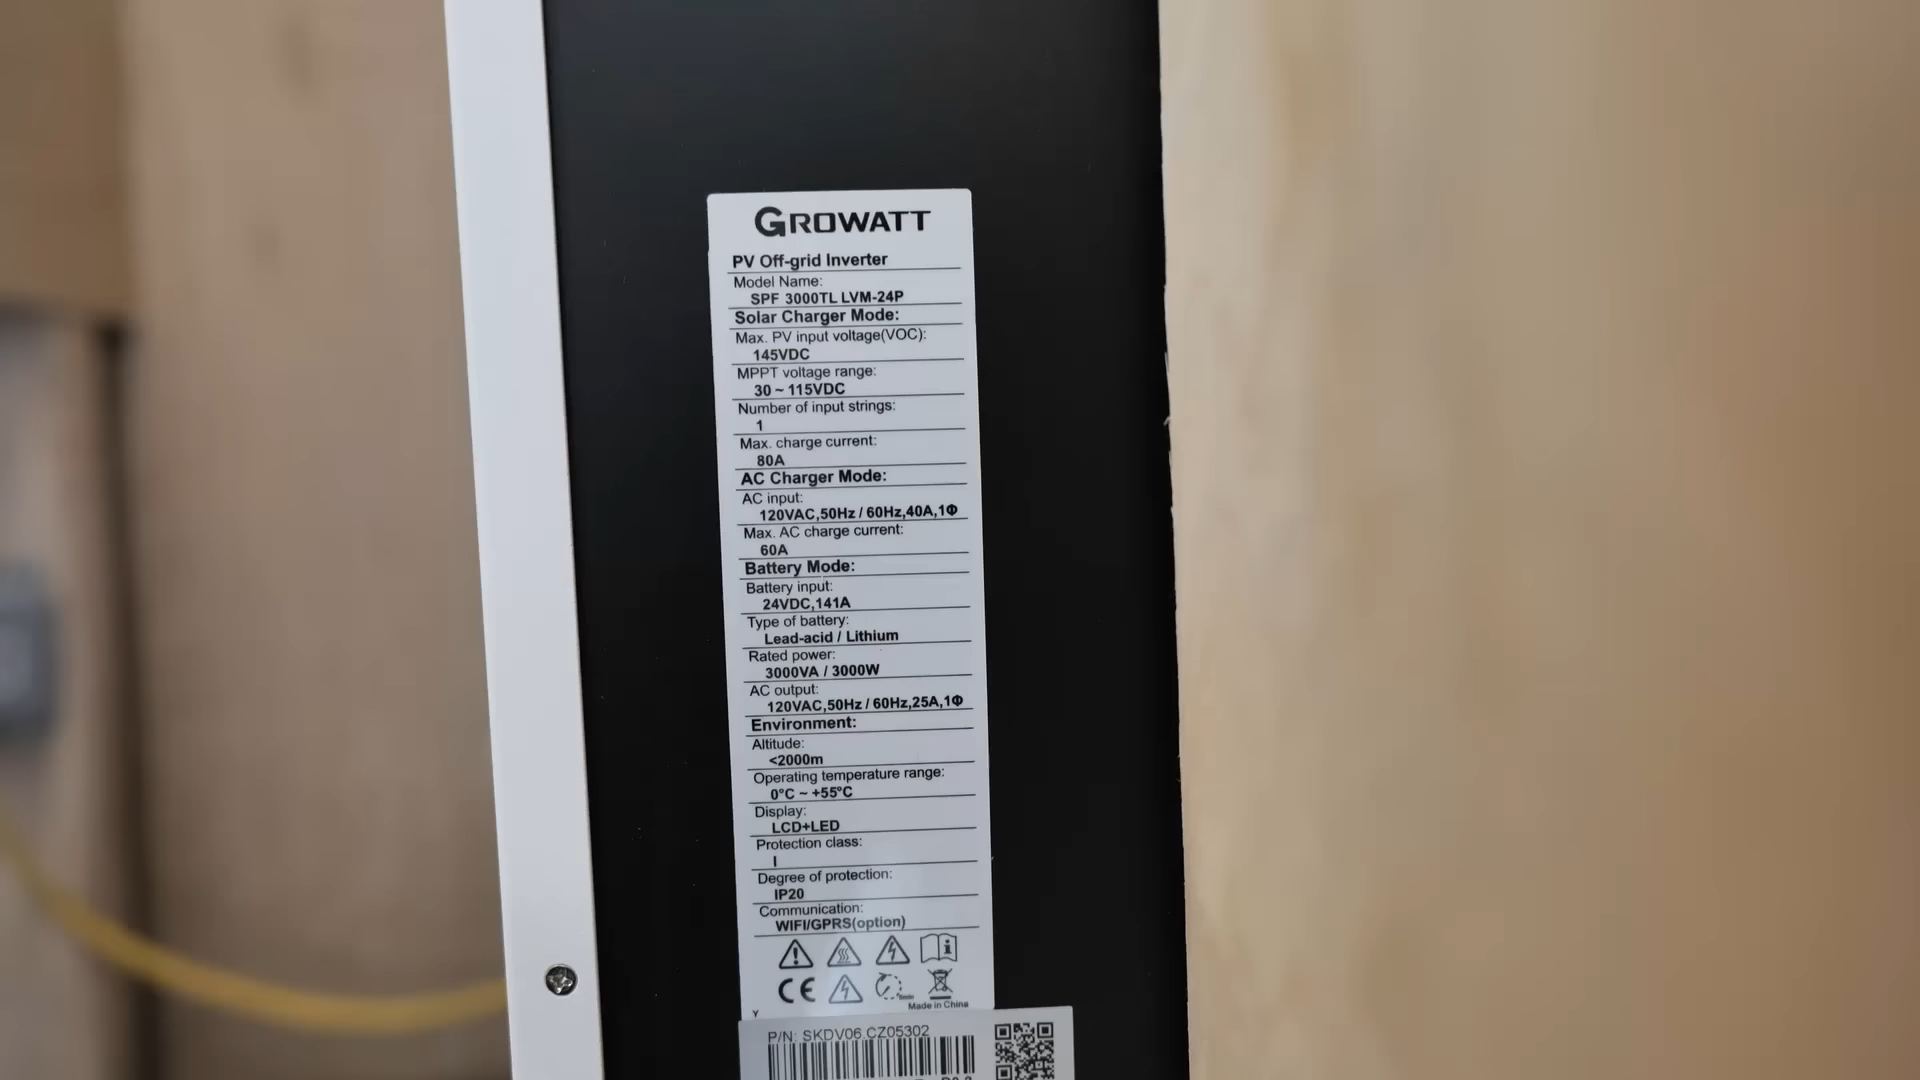 GROWATT
PV Off-grid Inverter
Model Name:
SPF 3000TL LVM-24P
Solar Charger Mode:
Max. PV input voltage(VOC):
145VDC
MPPT voltage range:
30 ~ 115VDC
Number of input strings:
1
Max. charge current:
80A
AC Charger Mode:
AC input:
120VAC,50Hz / 60Hz,40A,1Φ
Max. AC charge current:
60A
Battery Mode:
Battery input:
24VDC,141A
Type of battery:
Lead-acid / Lithium
Rated power:
3000VA / 3000W
AC output:
120VAC,50Hz / 60Hz,25A,1Φ
Environment:
Altitude:
<2000m
Operating temperature range:
0°C ~ +55°C
Display:
LCD+LED
Protection class:
I
Degree of protection:
IP20
Communication:
WIFI/GPRS(option)
CE
5min
Made in China
Y
P/N: SKDV06.CZ05302